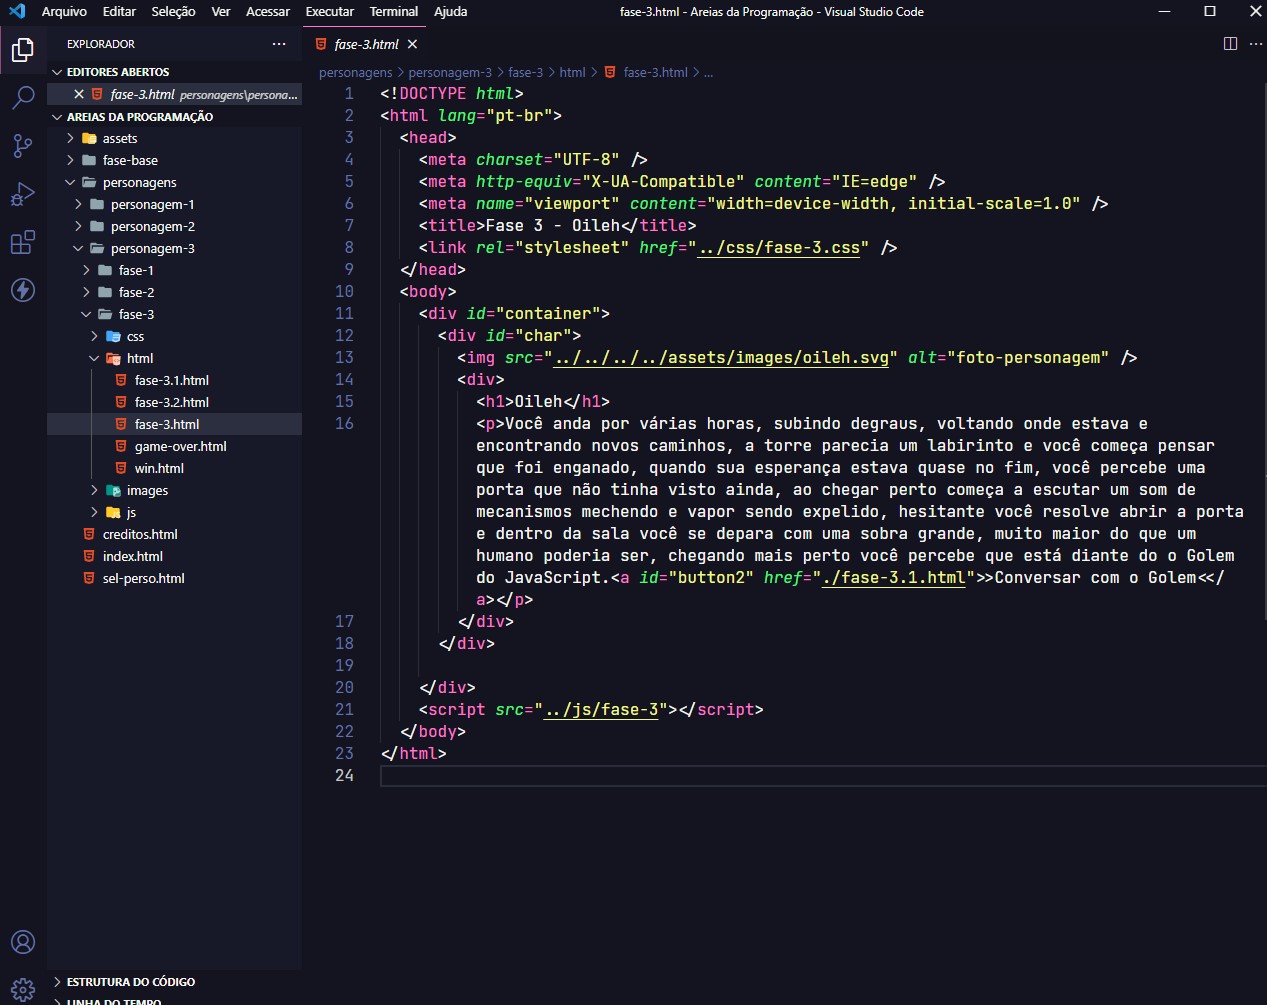 Arquivo Editar Seleção Ver Acessar Executar Terminal Ajuda fase-3.html - Areias da Programação - Visual Studio Code
EXPLORADOR
EDITORES ABERTOS
fase-3.html personagens\persona...
AREIAS DA PROGRAMAÇÃO
assets
fase-base
personagens
personagem-1
personagem-2
personagem-3
fase-1
fase-2
fase-3
css
html
fase-3.1.html
fase-3.2.html
fase-3.html
game-over.html
win.html
images
js
creditos.html
index.html
sel-perso.html
ESTRUTURA DO CÓDIGO
LINHA DO TEMPO
fase-3.html
personagens > personagem-3 > fase-3 > html > fase-3.html > ...
1 <!DOCTYPE html>
2 <html lang="pt-br">
3 <head>
4 <meta charset="UTF-8" />
5 <meta http-equiv="X-UA-Compatible" content="IE=edge" />
6 <meta name="viewport" content="width=device-width, initial-scale=1.0" />
7 <title>Fase 3 - Oileh</title>
8 <link rel="stylesheet" href="../css/fase-3.css" />
9 </head>
10 <body>
11 <div id="container">
12 <div id="char">
13 <img src="../../../../assets/images/oileh.svg" alt="foto-personagem" />
14 <div>
15 <h1>Oileh</h1>
16 <p>Você anda por várias horas, subindo degraus, voltando onde estava e
encontrando novos caminhos, a torre parecia um labirinto e você começa pensar
que foi enganado, quando sua esperança estava quase no fim, você percebe uma
porta que não tinha visto ainda, ao chegar perto começa a escutar um som de
mecanismos mechendo e vapor sendo expelido, hesitante você resolve abrir a porta
e dentro da sala você se depara com uma sobra grande, muito maior do que um
humano poderia ser, chegando mais perto você percebe que está diante do o Golem
do JavaScript.<a id="button2" href="./fase-3.1.html">>Conversar com o Golem<</
a></p>
17 </div>
18 </div>
19
20 </div>
21 <script src="../js/fase-3"></script>
22 </body>
23 </html>
24